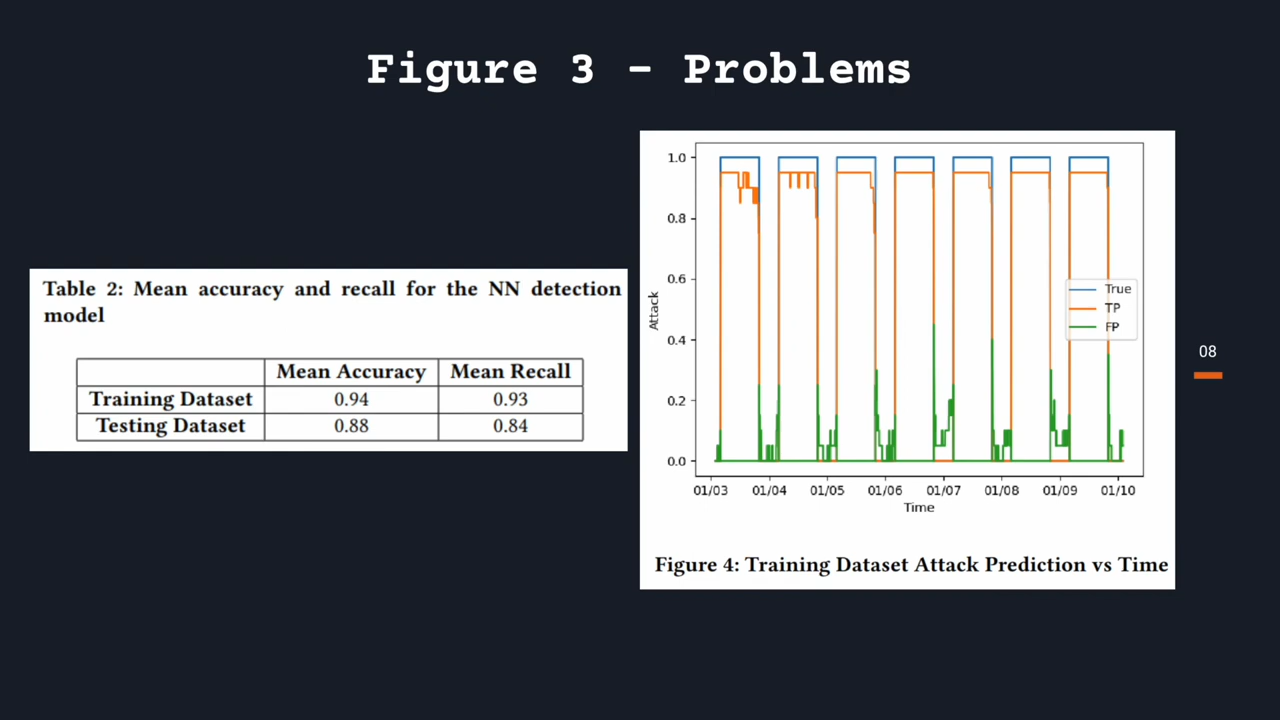 Figure 3 - Problems
Table 2: Mean accuracy and recall for the NN detection
model
Mean Accuracy Mean Recall
Training Dataset 0.94 0.93
Testing Dataset 0.88 0.84
1.0
0.8
0.6
0.4
0.2
0.0
Attack
True
TP
FP
01/03 01/04 01/05 01/06 01/07 01/08 01/09 01/10
Time
Figure 4: Training Dataset Attack Prediction vs Time
08